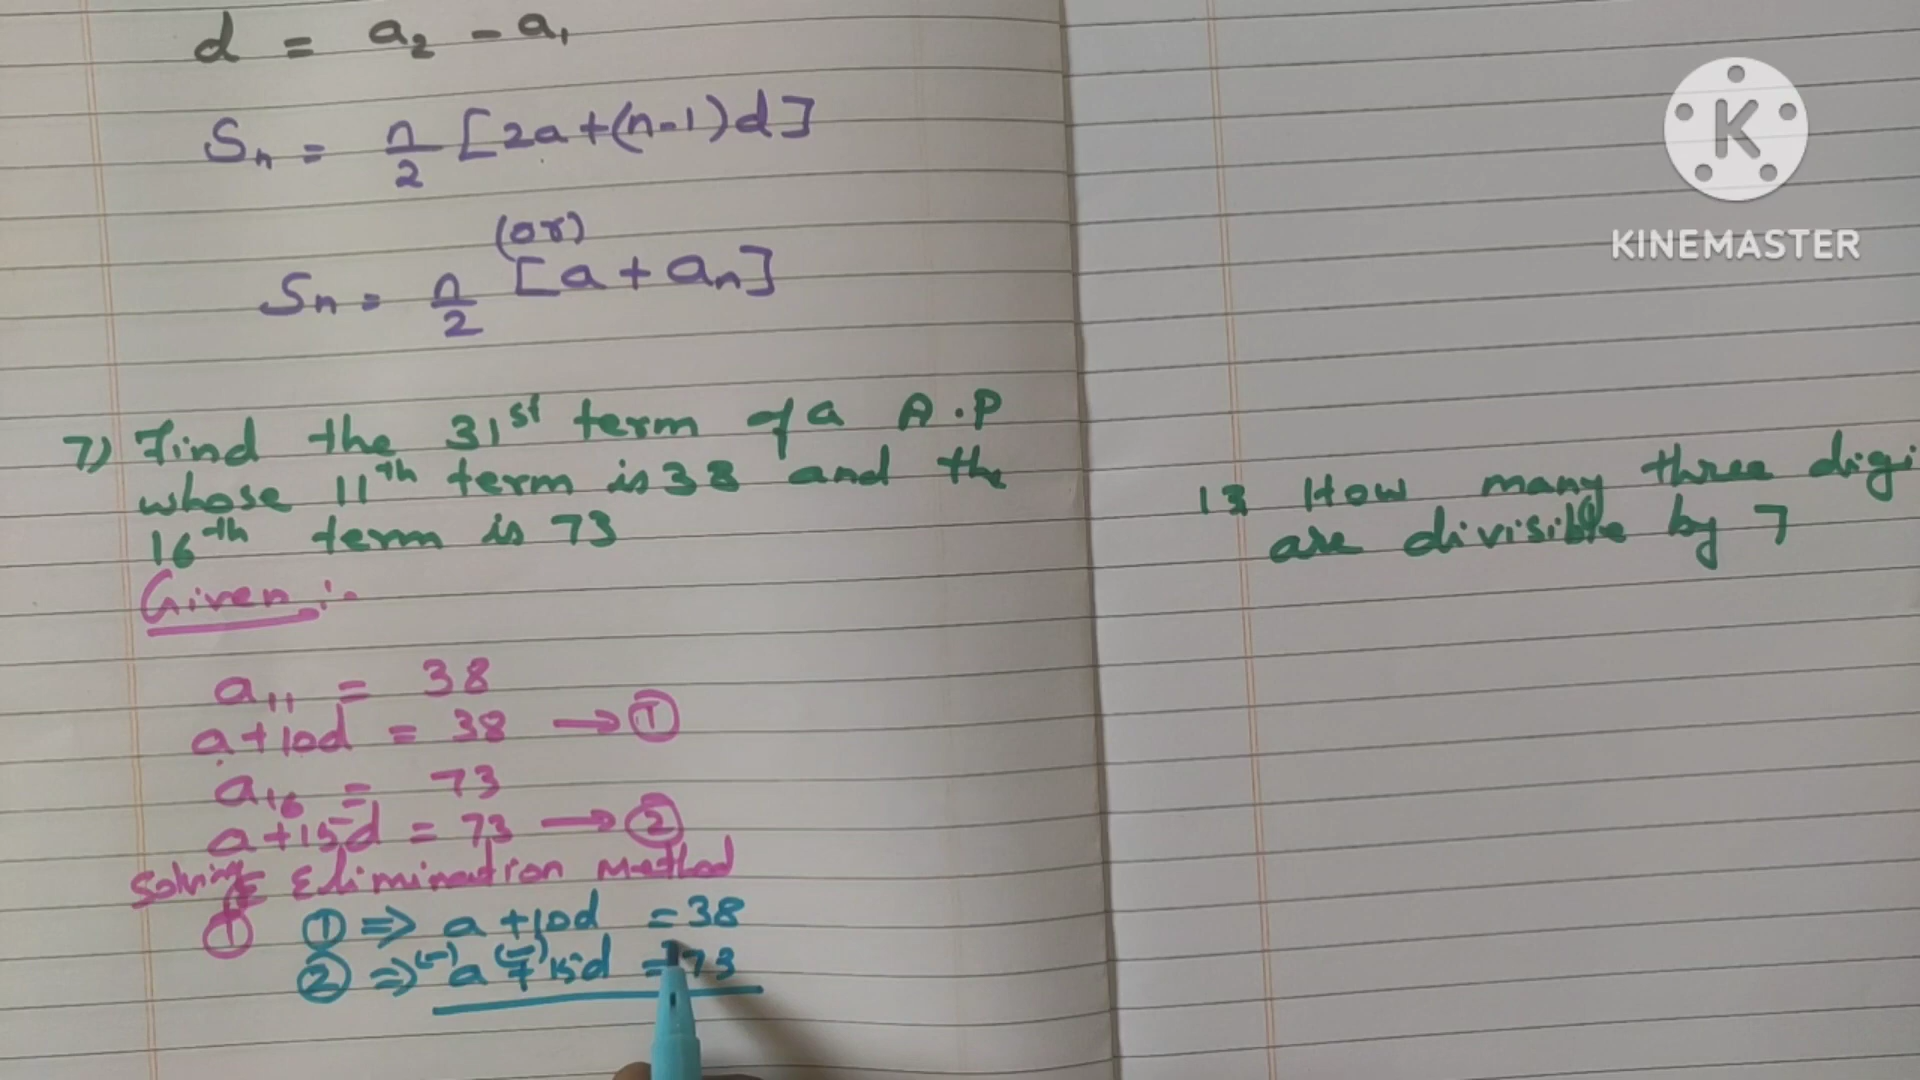 d = a₂ - a₁
Sₙ = n/2 [2a+(n-1)d]
(or)
Sₙ = n/2 [a + aₙ]
7) Find the 31ˢᵗ term of a A.P
whose 11ᵗʰ term is 38 and the
16ᵗʰ term is 73
Given :-
a₁₁ = 38
a+10d = 38 → ①
a₁₆ = 73
a+15d = 73 → ②
Elimination Method
①
① ⇒ a +10d = 38
② ⇒ (-) a (-) + 15d = 73
K
KINEMASTER
13 How many three digi
are divisible by 7